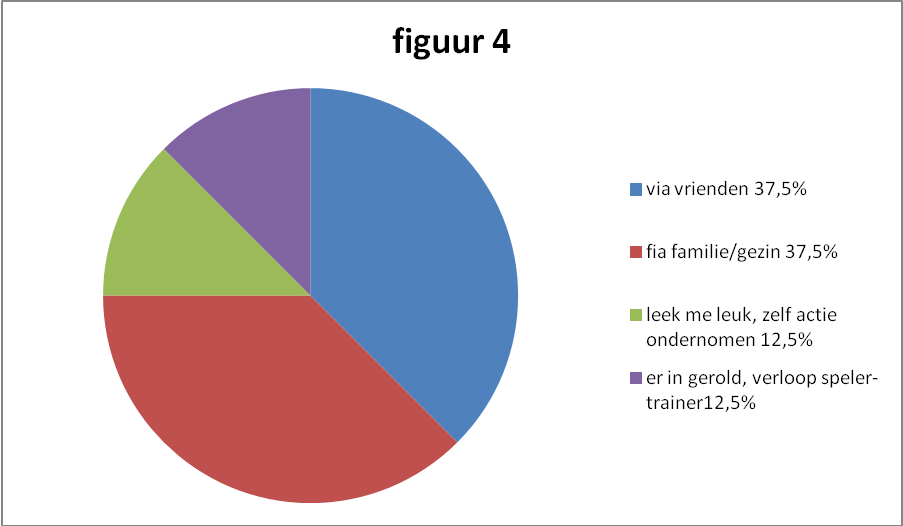 figuur 4
via vrienden 37,5%
fia familie/gezin 37,5%
leek me leuk, zelf actie
ondernomen 12,5%
er in gerold, verloop speler-
trainer12,5%